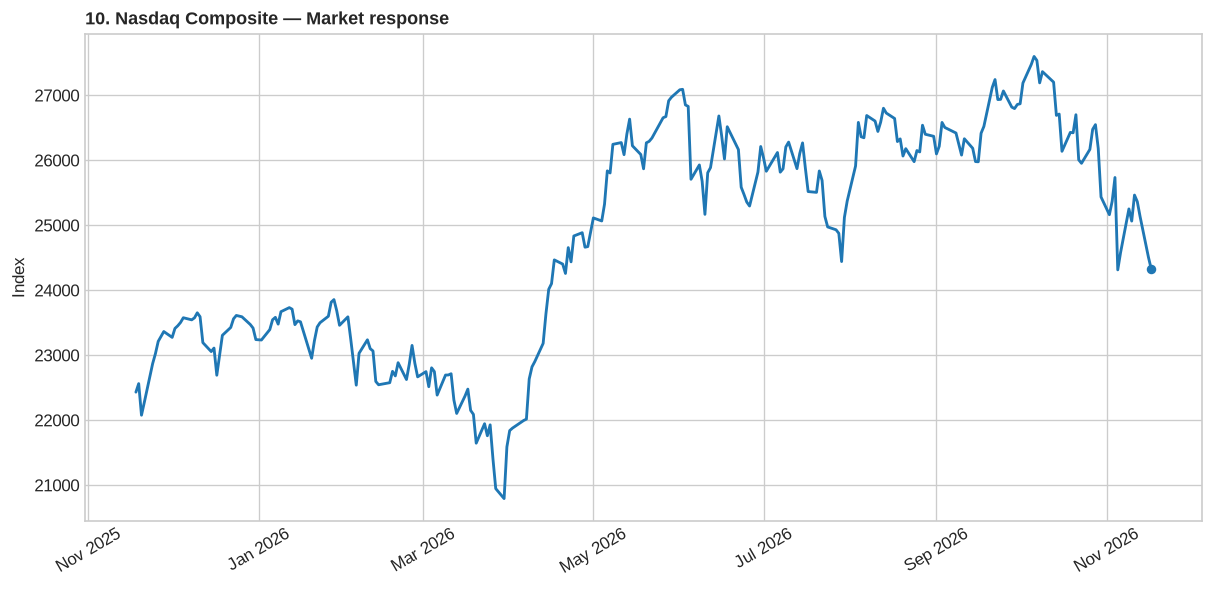 10. Nasdaq Composite — Market response
Index
27000
26000
25000
24000
23000
22000
21000
Nov 2025
Jan 2026
Mar 2026
May 2026
Jul 2026
Sep 2026
Nov 2026